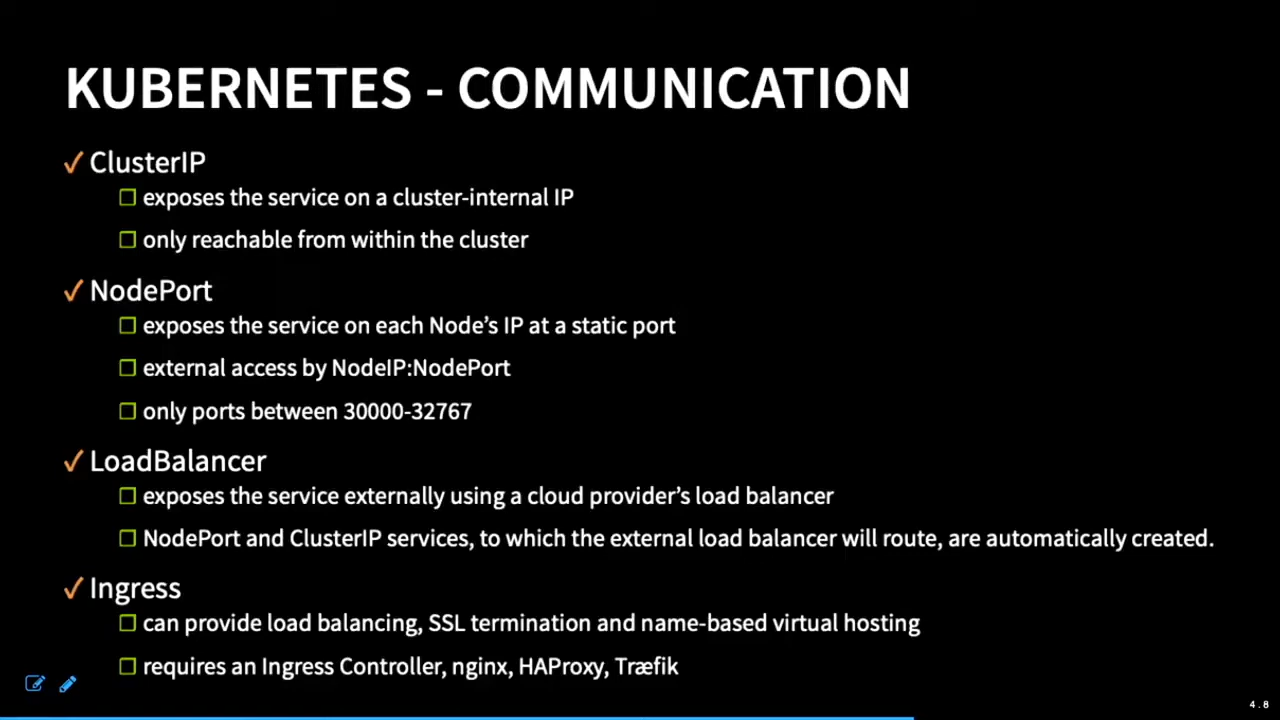 KUBERNETES - COMMUNICATION
ClusterIP
exposes the service on a cluster-internal IP
only reachable from within the cluster
NodePort
exposes the service on each Node’s IP at a static port
external access by NodeIP:NodePort
only ports between 30000-32767
LoadBalancer
exposes the service externally using a cloud provider’s load balancer
NodePort and ClusterIP services, to which the external load balancer will route, are automatically created.
Ingress
can provide load balancing, SSL termination and name-based virtual hosting
requires an Ingress Controller, nginx, HAProxy, Træfik
4.8